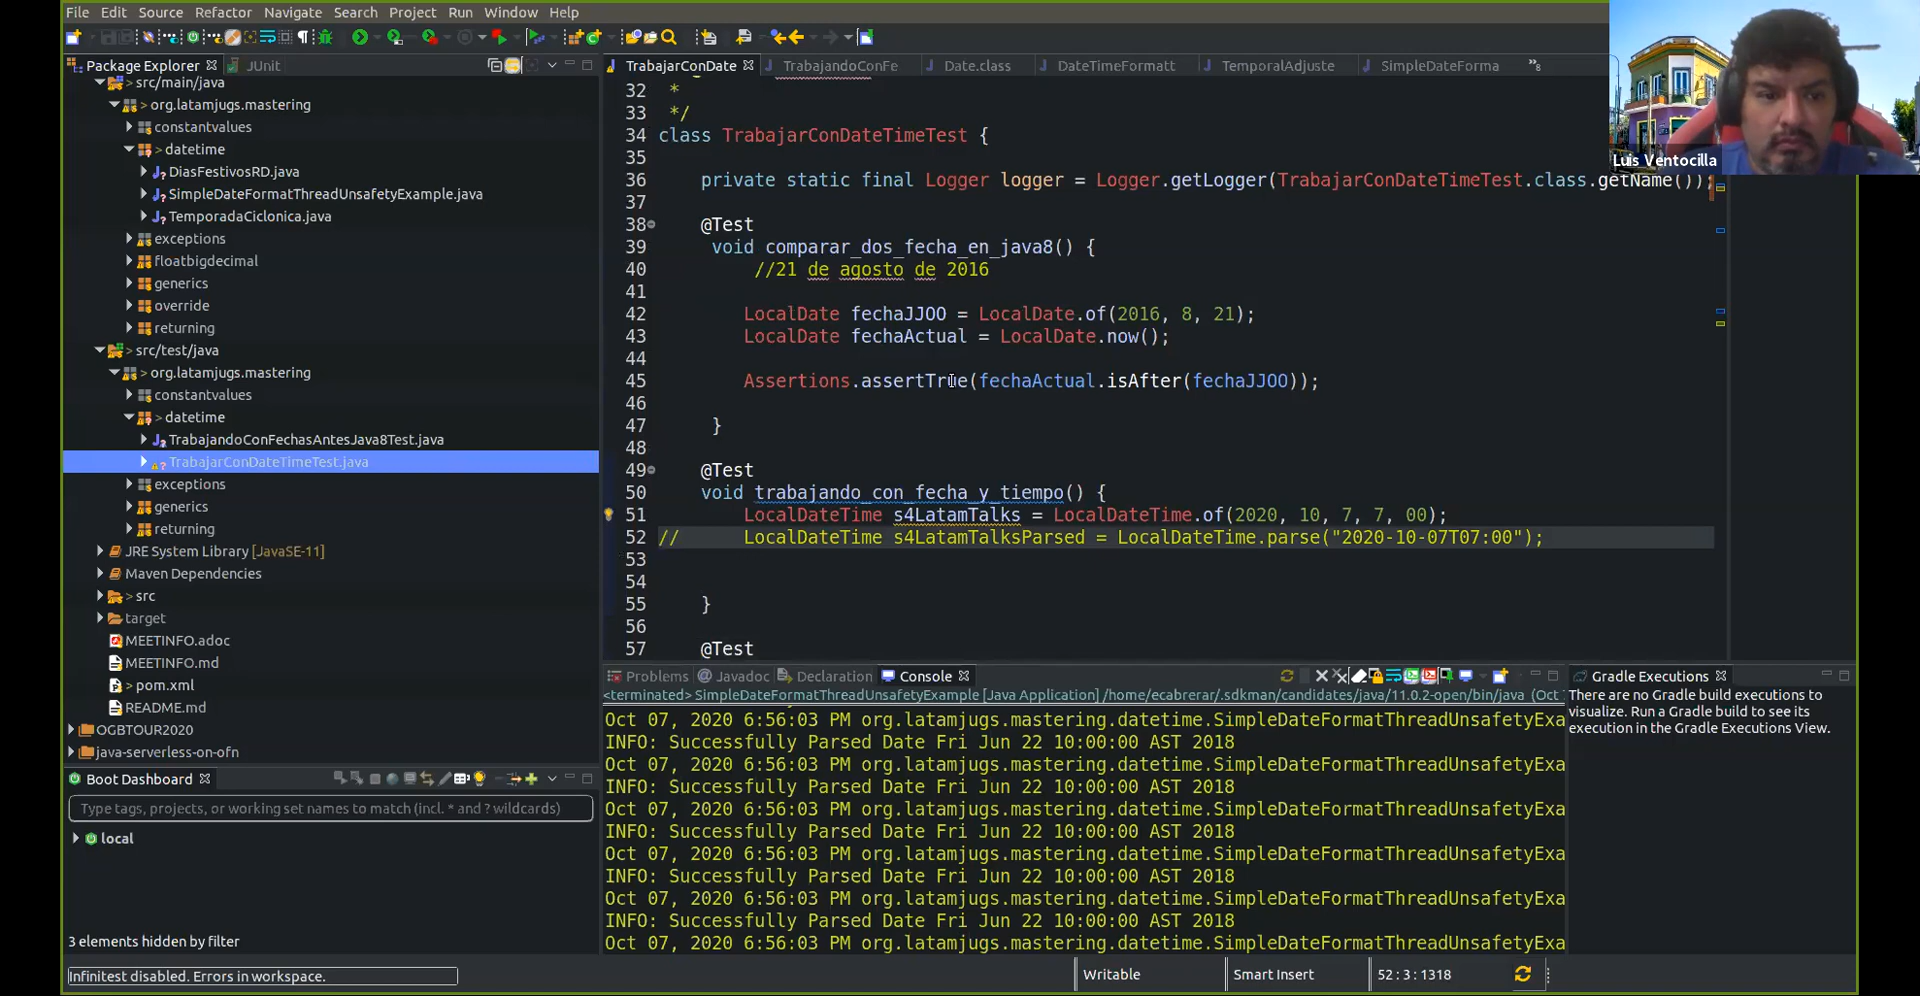 File Edit Source Refactor Navigate Search Project Run Window Help
Package Explorer JUnit
src/main/java
> org.latamjugs.mastering
constantvalues
> datetime
DiasFestivosRD.java
SimpleDateFormatThreadUnsafetyExample.java
TemporadaCiclonica.java
exceptions
floatbigdecimal
generics
override
returning
> src/test/java
> org.latamjugs.mastering
constantvalues
> datetime
TrabajandoConFechasAntesJava8Test.java
TrabajarConDateTimeTest.java
exceptions
generics
returning
JRE System Library [JavaSE-11]
Maven Dependencies
> src
target
MEETINFO.adoc
MEETINFO.md
> pom.xml
README.md
OGBTOUR2020
java-serverless-on-ofn
Boot Dashboard
Type tags, projects, or working set names to match (incl. * and ? wildcards)
local
3 elements hidden by filter
Infinitest disabled. Errors in workspace.
TrabajarConDate TrabajandoConFe Date.class DateTimeFormatt TemporalAdjuste SimpleDateForma »8
32 *
33 */
34 class TrabajarConDateTimeTest {
35
36 private static final Logger logger = Logger.getLogger(TrabajarConDateTimeTest.class.getName());
37
38 @Test
39 void comparar_dos_fecha_en_java8() {
40 //21 de agosto de 2016
41
42 LocalDate fechaJJOO = LocalDate.of(2016, 8, 21);
43 LocalDate fechaActual = LocalDate.now();
44
45 Assertions.assertTrue(fechaActual.isAfter(fechaJJOO));
46
47 }
48
49 @Test
50 void trabajando_con_fecha_y_tiempo() {
51 LocalDateTime s4LatamTalks = LocalDateTime.of(2020, 10, 7, 7, 00);
52 // LocalDateTime s4LatamTalksParsed = LocalDateTime.parse("2020-10-07T07:00");
53
54
55 }
56
57 @Test
Luis Ventocilla
Problems Javadoc Declaration Console
<terminated> SimpleDateFormatThreadUnsafetyExample [Java Application] /home/ecabrerar/.sdkman/candidates/java/11.0.2-open/bin/java (Oct
Oct 07, 2020 6:56:03 PM org.latamjugs.mastering.datetime.SimpleDateFormatThreadUnsafetyExa
INFO: Successfully Parsed Date Fri Jun 22 10:00:00 AST 2018
Oct 07, 2020 6:56:03 PM org.latamjugs.mastering.datetime.SimpleDateFormatThreadUnsafetyExa
INFO: Successfully Parsed Date Fri Jun 22 10:00:00 AST 2018
Oct 07, 2020 6:56:03 PM org.latamjugs.mastering.datetime.SimpleDateFormatThreadUnsafetyExa
INFO: Successfully Parsed Date Fri Jun 22 10:00:00 AST 2018
Oct 07, 2020 6:56:03 PM org.latamjugs.mastering.datetime.SimpleDateFormatThreadUnsafetyExa
INFO: Successfully Parsed Date Fri Jun 22 10:00:00 AST 2018
Oct 07, 2020 6:56:03 PM org.latamjugs.mastering.datetime.SimpleDateFormatThreadUnsafetyExa
INFO: Successfully Parsed Date Fri Jun 22 10:00:00 AST 2018
Oct 07, 2020 6:56:03 PM org.latamjugs.mastering.datetime.SimpleDateFormatThreadUnsafetyExa
Gradle Executions
There are no Gradle build executions to
visualize. Run a Gradle build to see its
execution in the Gradle Executions View.
Writable Smart Insert 52 : 3 : 1318